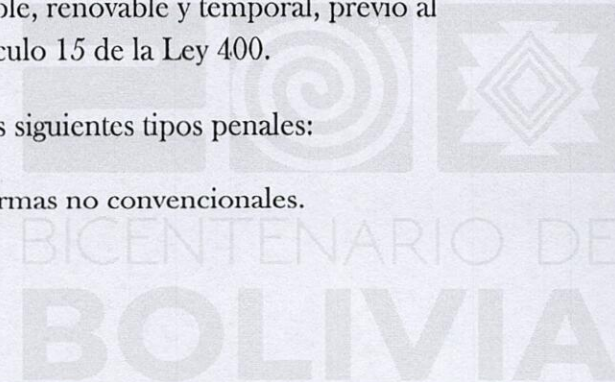 ble, renovable y temporal, previo al
culo 15 de la Ley 400.
s siguientes tipos penales:
rmas no convencionales.
BICENTENARIO DE
BOLIVIA